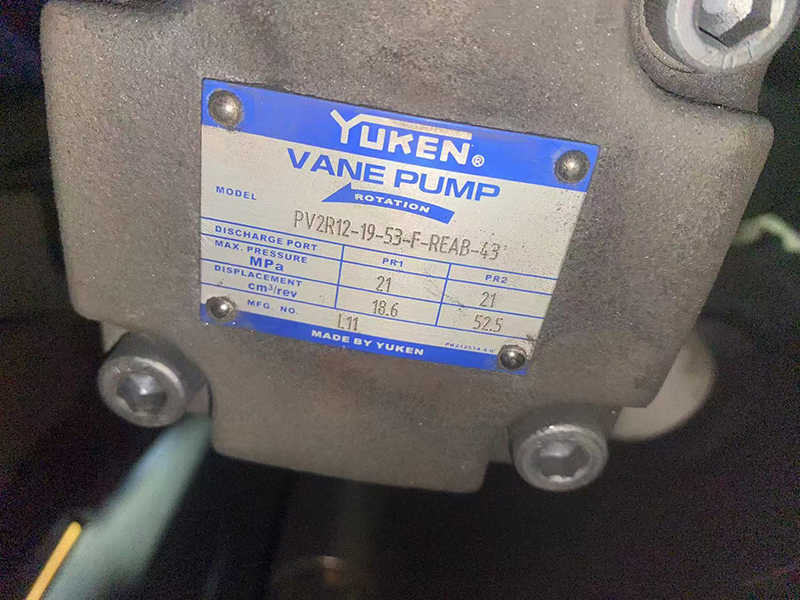 YUKEN®
VANE PUMP
ROTATION
MODEL PV2R12-19-53-F-REAB-43
DISCHARGE PORT PR1 PR2
MAX. PRESSURE MPa 21 21
DISPLACEMENT cm³/rev 18.6 52.5
MFG. NO. L11
MADE BY YUKEN